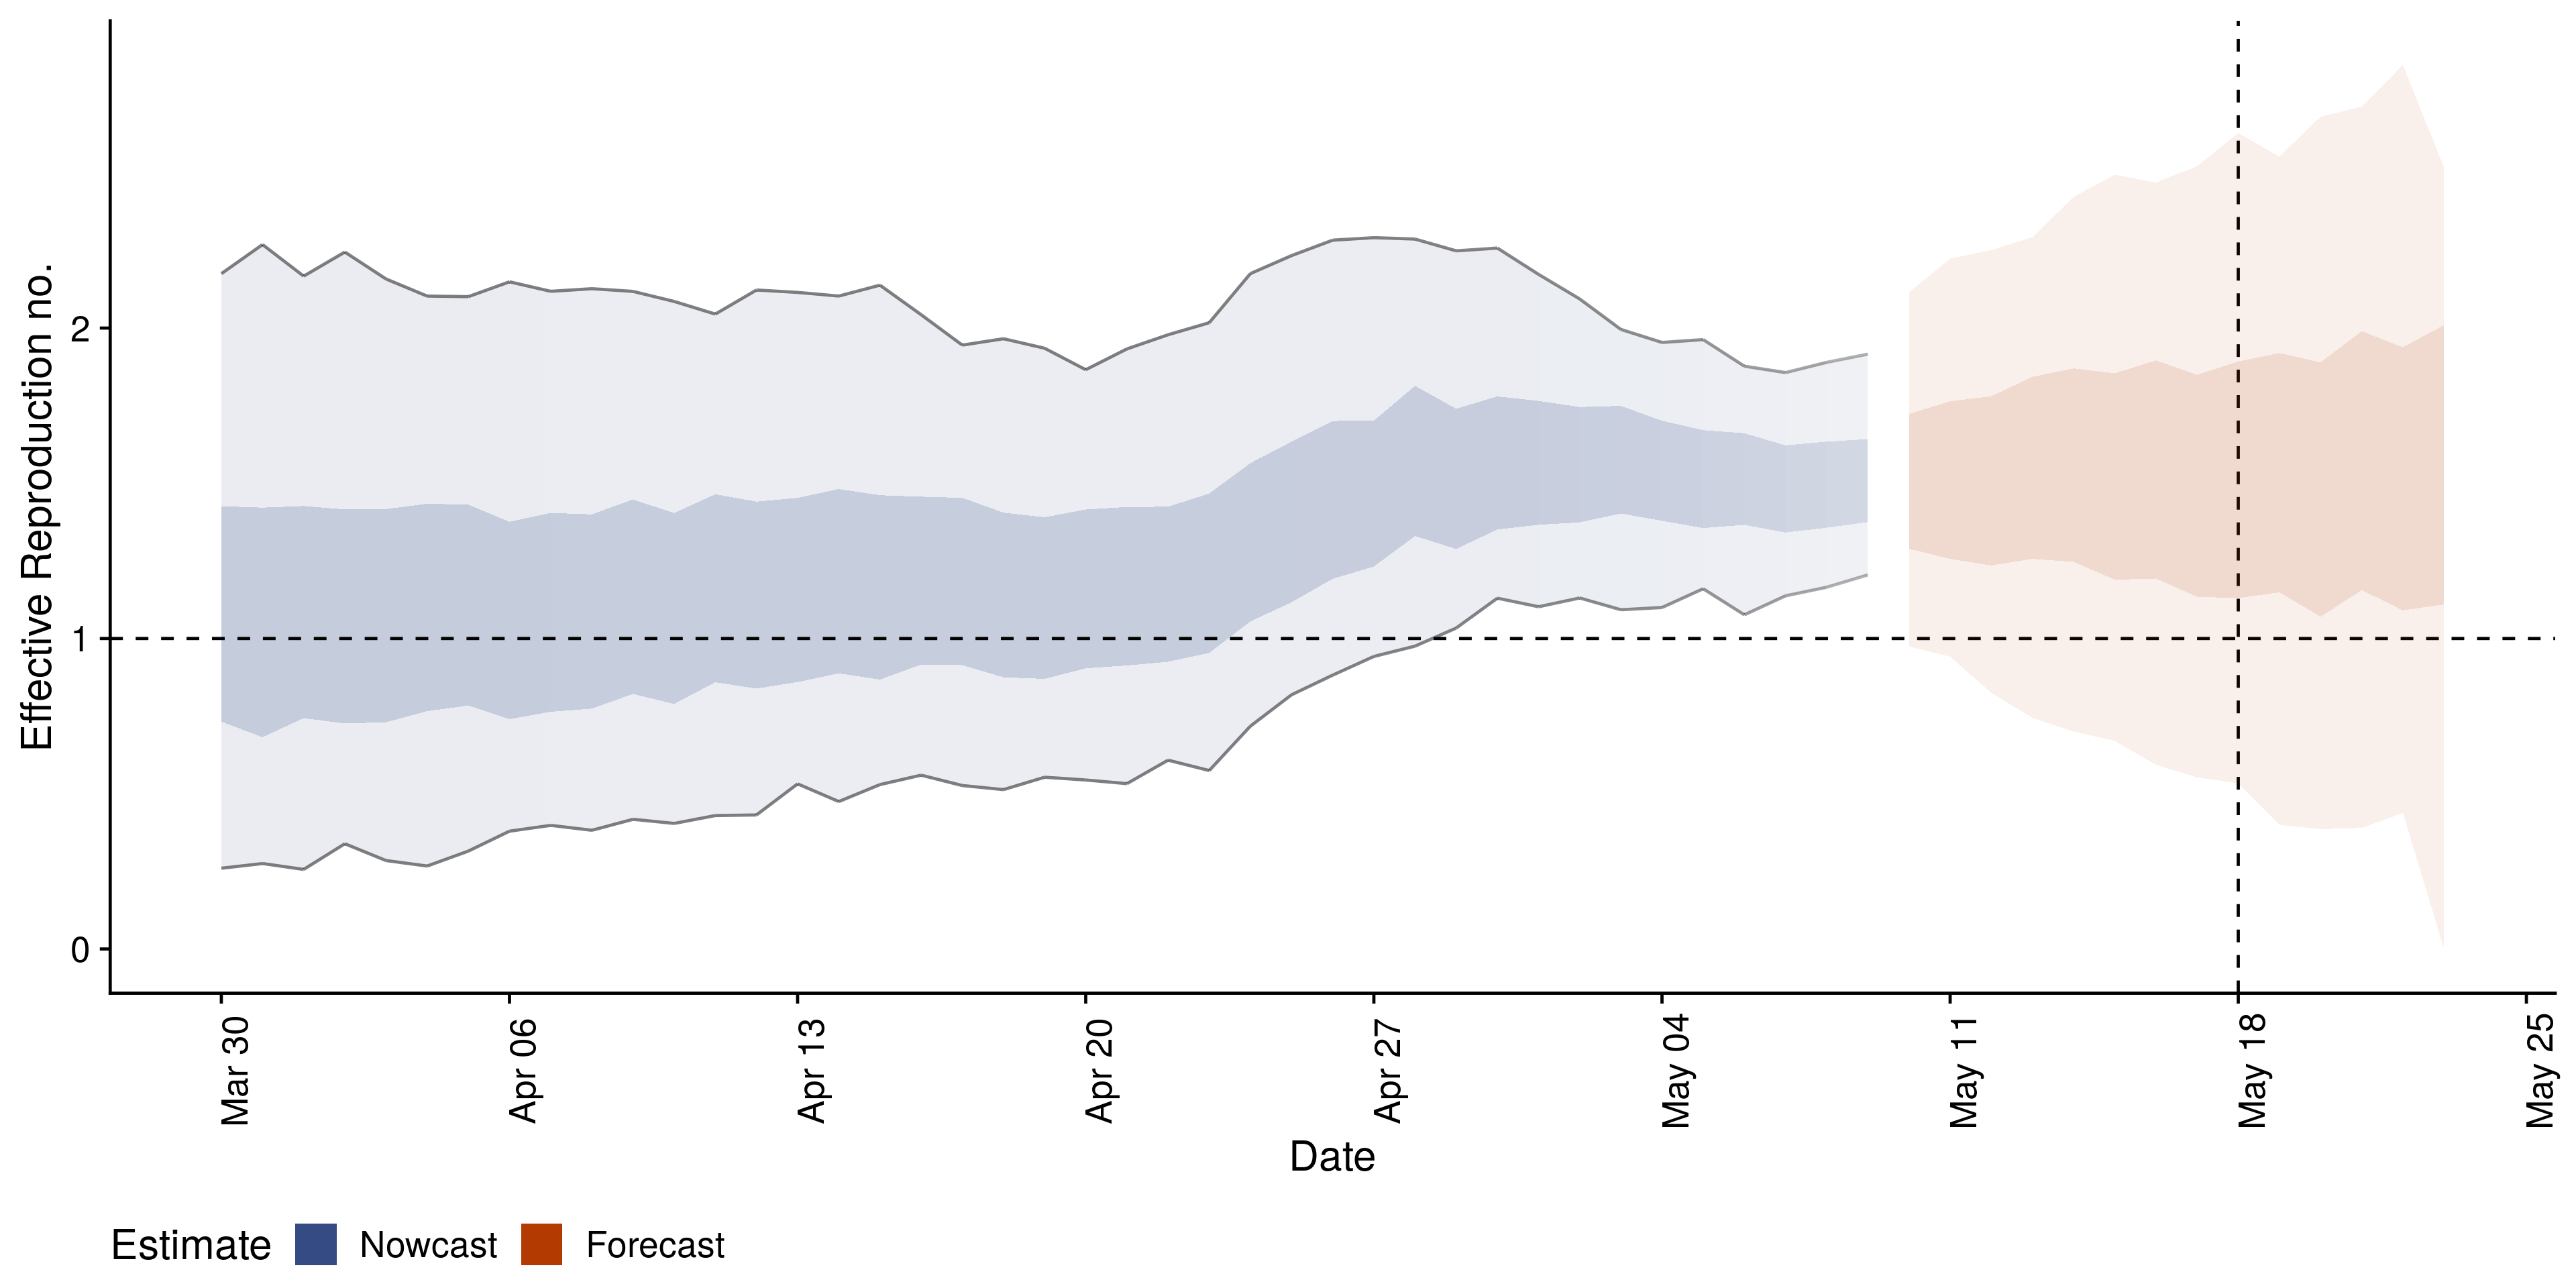 Effective Reproduction no.
2
1
0
Mar 30
Apr 06
Apr 13
Apr 20
Apr 27
May 04
May 11
May 18
May 25
Date
Estimate Nowcast Forecast